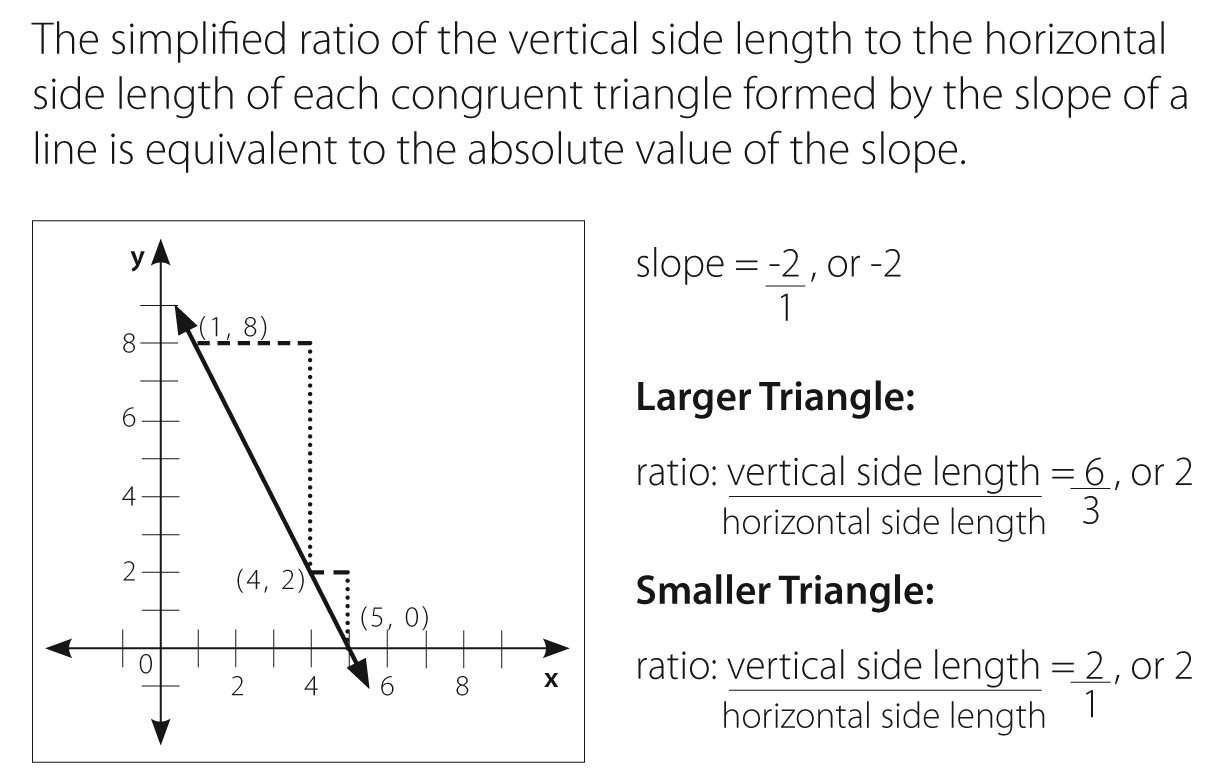 The simplified ratio of the vertical side length to the horizontal
side length of each congruent triangle formed by the slope of a
line is equivalent to the absolute value of the slope.
y
(1, 8)
8
6
4
2
(4, 2)
(5, 0)
0
2
4
6
8
x
slope = -2/1, or -2
Larger Triangle:
ratio: vertical side length = 6, or 2
horizontal side length 3
Smaller Triangle:
ratio: vertical side length = 2, or 2
horizontal side length 1